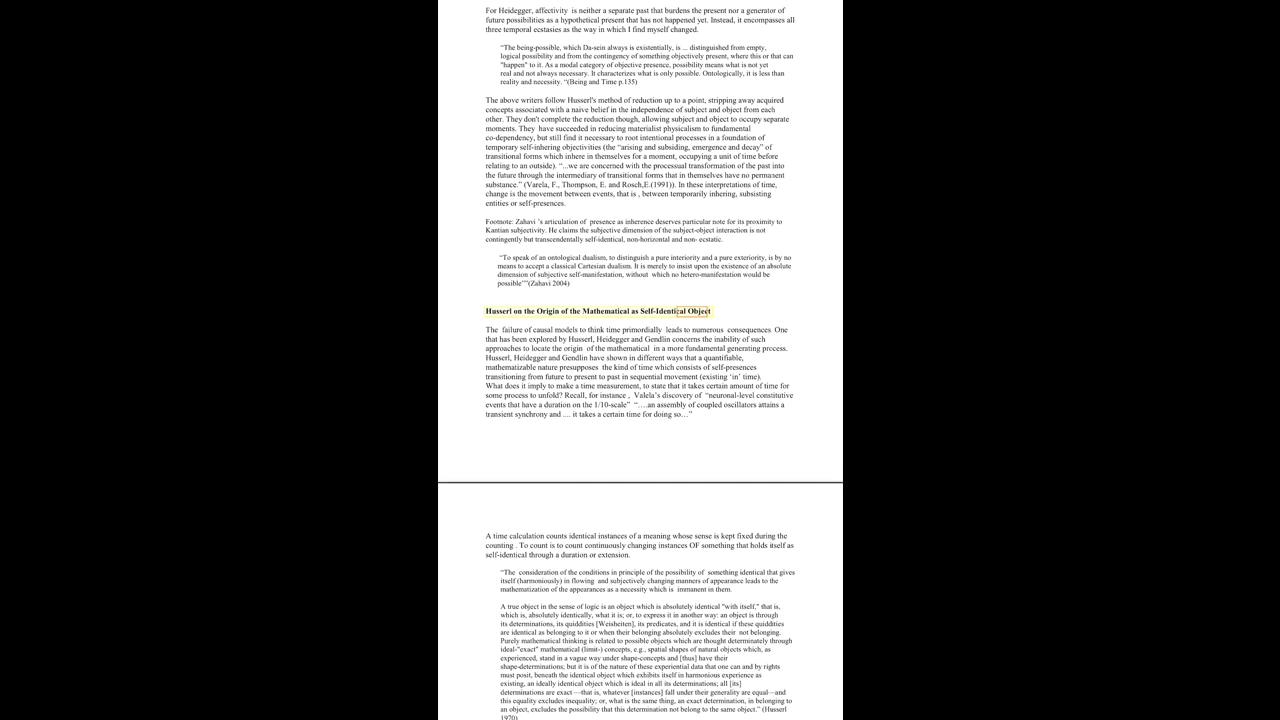 For Heidegger, affectivity  is neither a separate past that burdens the present nor a generator of
future possibilities as a hypothetical present that has not happened yet. Instead, it encompasses all
three temporal ecstasies as the way in which I find myself changed.
“The being-possible, which Da-sein always is existentially, is ... distinguished from empty,
logical possibility and from the contingency of something objectively present, where this or that can
"happen" to it. As a modal category of objective presence, possibility means what is not yet
real and not always necessary. It characterizes what is only possible. Ontologically, it is less than
reality and necessity. “(Being and Time p.135)
The above writers follow Husserl's method of reduction up to a point, stripping away acquired
concepts associated with a naive belief in the independence of subject and object from each
other. They don't complete the reduction though, allowing subject and object to occupy separate
moments. They  have succeeded in reducing materialist physicalism to fundamental
co-dependency, but still find it necessary to root intentional processes in a foundation of
temporary self-inhering objectivities (the “arising and subsiding, emergence and decay” of
transitional forms which inhere in themselves for a moment, occupying a unit of time before
relating to an outside). “...we are concerned with the processual transformation of the past into
the future through the intermediary of transitional forms that in themselves have no permanent
substance.” (Varela, F., Thompson, E. and Rosch,E.(1991)). In these interpretations of time,
change is the movement between events, that is , between temporarily inhering, subsisting
entities or self-presences.
Footnote: Zahavi ’s articulation of  presence as inherence deserves particular note for its proximity to
Kantian subjectivity. He claims the subjective dimension of the subject-object interaction is not
contingently but transcendentally self-identical, non-horizontal and non- ecstatic.
“To speak of an ontological dualism, to distinguish a pure interiority and a pure exteriority, is by no
means to accept a classical Cartesian dualism. It is merely to insist upon the existence of an absolute
dimension of subjective self-manifestation, without  which no hetero-manifestation would be
possible’”(Zahavi 2004)
Husserl on the Origin of the Mathematical as Self-Identical Object
The  failure of causal models to think time primordially  leads to numerous  consequences  One
that has been explored by Husserl, Heidegger and Gendlin concerns the inability of such
approaches to locate the origin  of the mathematical  in a more fundamental generating process.
Husserl, Heidegger and Gendlin have shown in different ways that a quantifiable,
mathematizable nature presupposes  the kind of time which consists of self-presences
transitioning from future to present to past in sequential movement (existing ‘in’ time).
What does it imply to make a time measurement, to state that it takes certain amount of time for
some process to unfold? Recall, for instance ,  Valela’s discovery of  “neuronal-level constitutive
events that have a duration on the 1/10-scale”  “….an assembly of coupled oscillators attains a
transient synchrony and .... it takes a certain time for doing so…”
A time calculation counts identical instances of a meaning whose sense is kept fixed during the
counting . To count is to count continuously changing instances OF something that holds itself as
self-identical through a duration or extension.
“The  consideration of the conditions in principle of the possibility of  something identical that gives
itself (harmoniously) in flowing  and subjectively changing manners of appearance leads to the
mathematization of the appearances as a necessity which is  immanent in them.
A true object in the sense of logic is an object which is absolutely identical "with itself," that is,
which is, absolutely identically, what it is; or, to express it in another way: an object is through
its determinations, its quiddities [Weisheiten], its predicates, and it is identical if these quiddities
are identical as belonging to it or when their belonging absolutely excludes their  not belonging.
Purely mathematical thinking is related to possible objects which are thought determinately through
ideal-"exact" mathematical (limit-) concepts, e.g., spatial shapes of natural objects which, as
experienced, stand in a vague way under shape-concepts and [thus] have their
shape-determinations; but it is of the nature of these experiential data that one can and by rights
must posit, beneath the identical object which exhibits itself in harmonious experience as
existing, an ideally identical object which is ideal in all its determinations; all [its]
determinations are exact —that is, whatever [instances] fall under their generality are equal—and
this equality excludes inequality; or, what is the same thing, an exact determination, in belonging to
an object, excludes the possibility that this determination not belong to the same object.” (Husserl
1970)